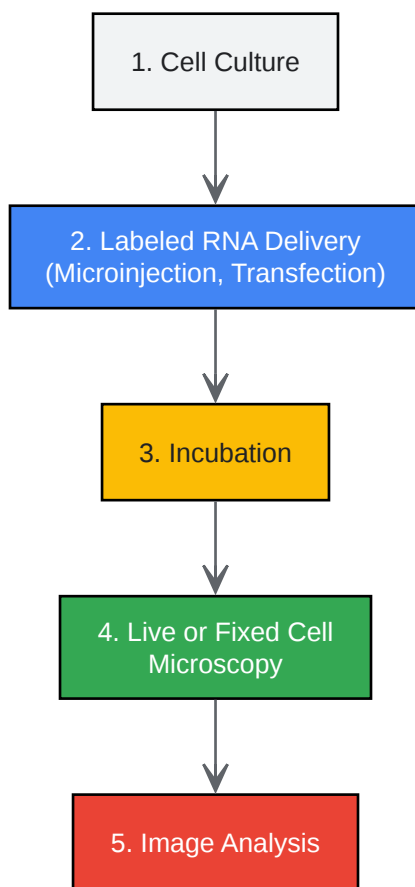 1. Cell Culture
2. Labeled RNA Delivery
(Microinjection, Transfection)
3. Incubation
4. Live or Fixed Cell
Microscopy
5. Image Analysis